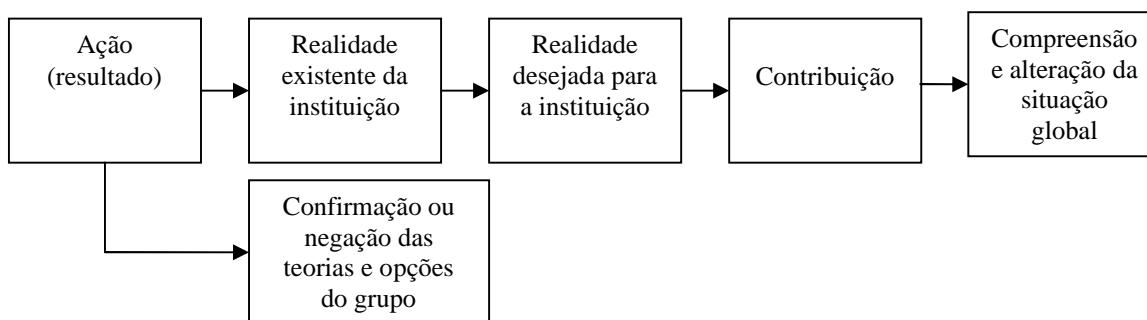 Ação
(resultado)
Realidade
existente da
instituição
Realidade
desejada para
a instituição
Contribuição
Compreensão
e alteração da
situação
global
Confirmação ou
negação das
teorias e opções
do grupo